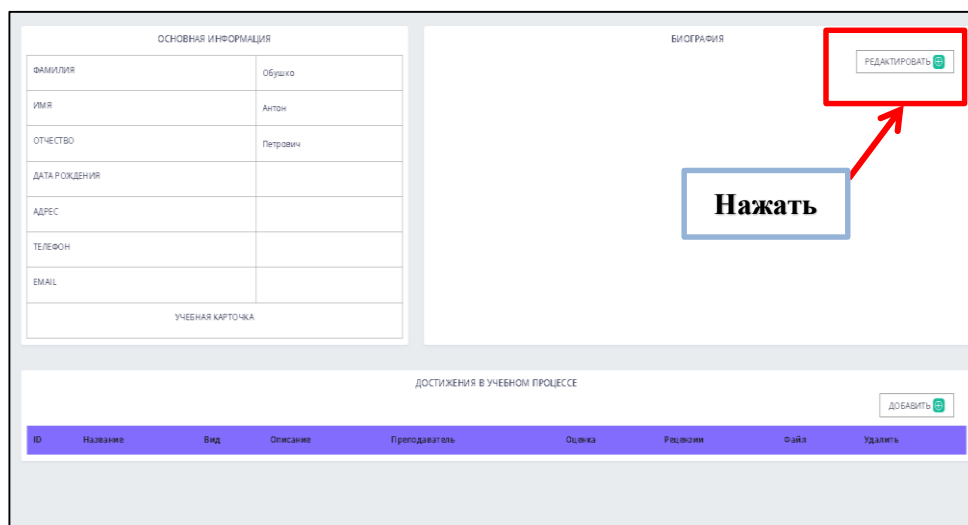 ОСНОВНАЯ ИНФОРМАЦИЯ
ФАМИЛИЯ Обушко
ИМЯ Антон
ОТЧЕСТВО Петрович
ДАТА РОЖДЕНИЯ
АДРЕС
ТЕЛЕФОН
EMAIL
УЧЕБНАЯ КАРТОЧКА
БИОГРАФИЯ
РЕДАКТИРОВАТЬ
Нажать
ДОСТИЖЕНИЯ В УЧЕБНОМ ПРОЦЕССЕ
ДОБАВИТЬ
ID Название Вид Описание Преподаватель Оценка Рецензии Файл Удалить